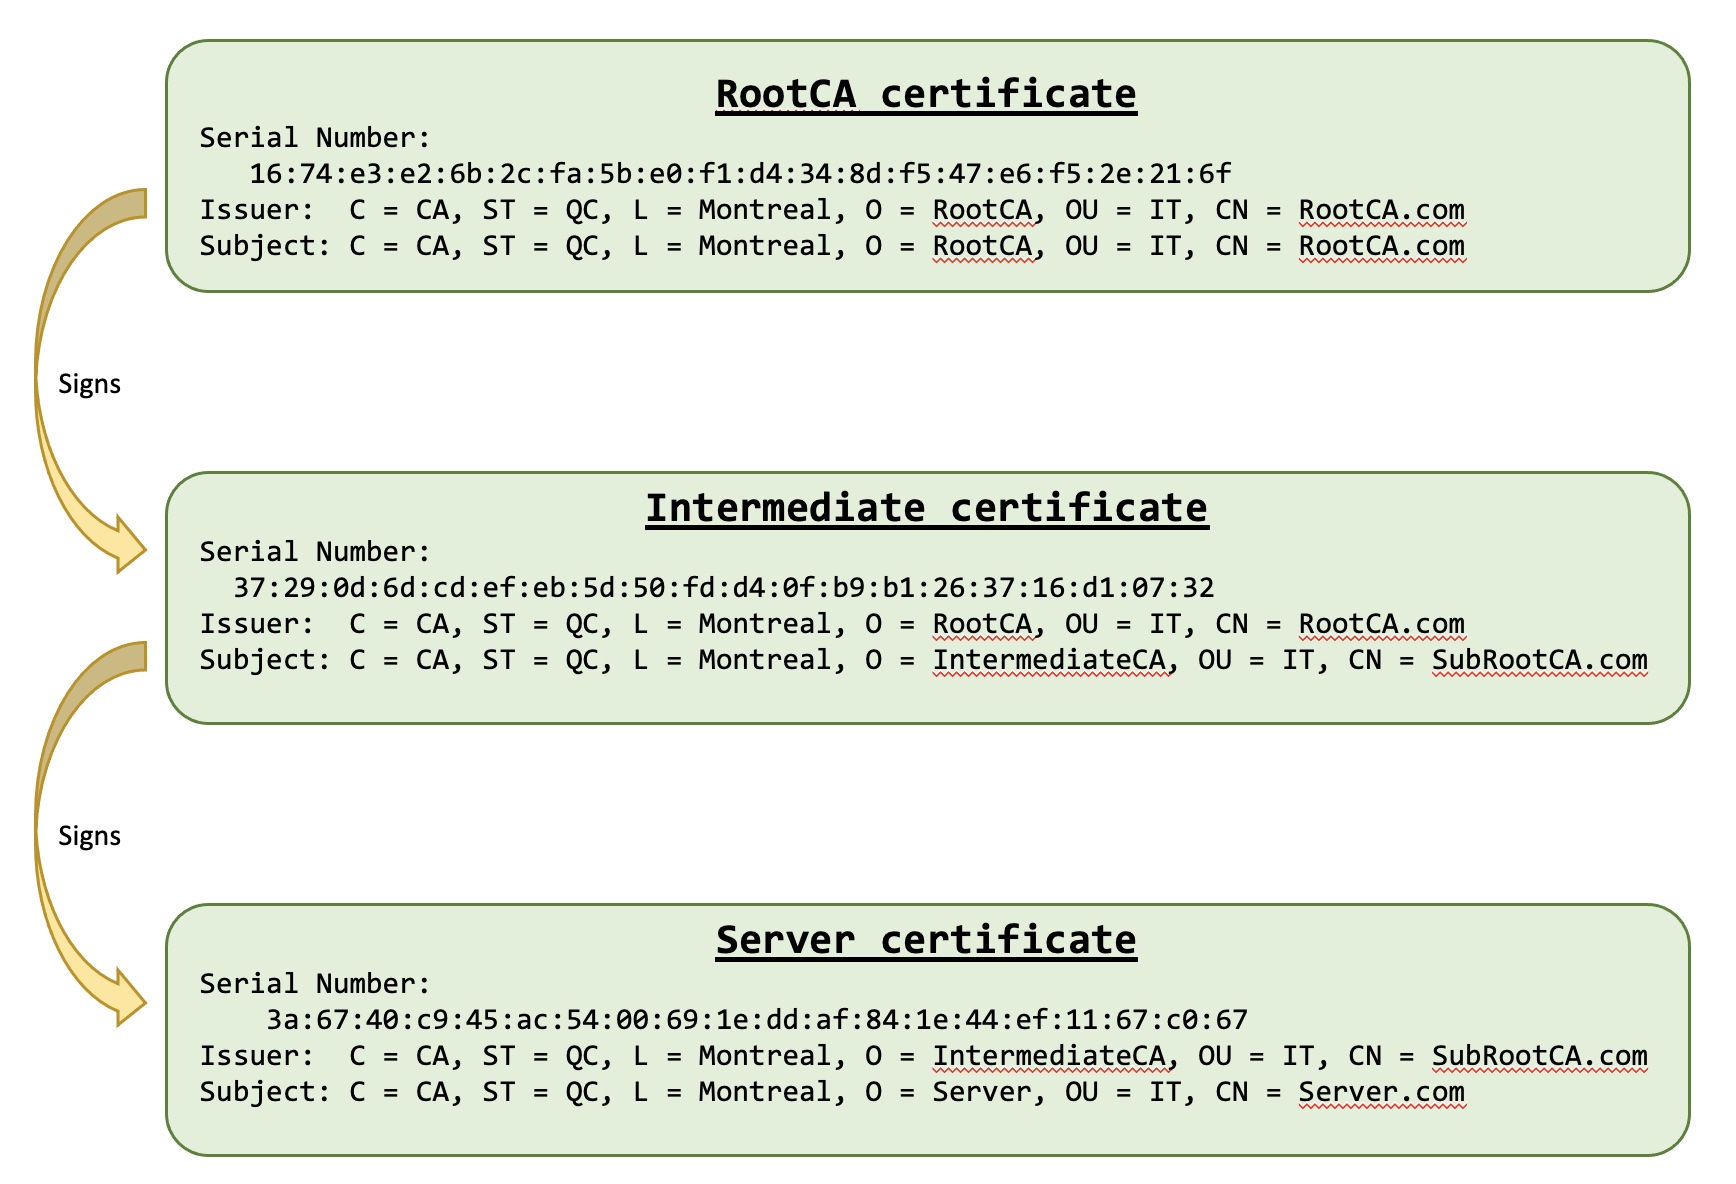 RootCA certificate
Serial Number:
16:74:e3:e2:6b:2c:fa:5b:e0:f1:d4:34:8d:f5:47:e6:f5:2e:21:6f
Issuer:  C = CA, ST = QC, L = Montreal, O = RootCA, OU = IT, CN = RootCA.com
Subject: C = CA, ST = QC, L = Montreal, O = RootCA, OU = IT, CN = RootCA.com
Signs
Intermediate certificate
Serial Number:
37:29:0d:6d:cd:ef:eb:5d:50:fd:d4:0f:b9:b1:26:37:16:d1:07:32
Issuer:  C = CA, ST = QC, L = Montreal, O = RootCA, OU = IT, CN = RootCA.com
Subject: C = CA, ST = QC, L = Montreal, O = IntermediateCA, OU = IT, CN = SubRootCA.com
Signs
Server certificate
Serial Number:
3a:67:40:c9:45:ac:54:00:69:1e:dd:af:84:1e:44:ef:11:67:c0:67
Issuer:  C = CA, ST = QC, L = Montreal, O = IntermediateCA, OU = IT, CN = SubRootCA.com
Subject: C = CA, ST = QC, L = Montreal, O = Server, OU = IT, CN = Server.com